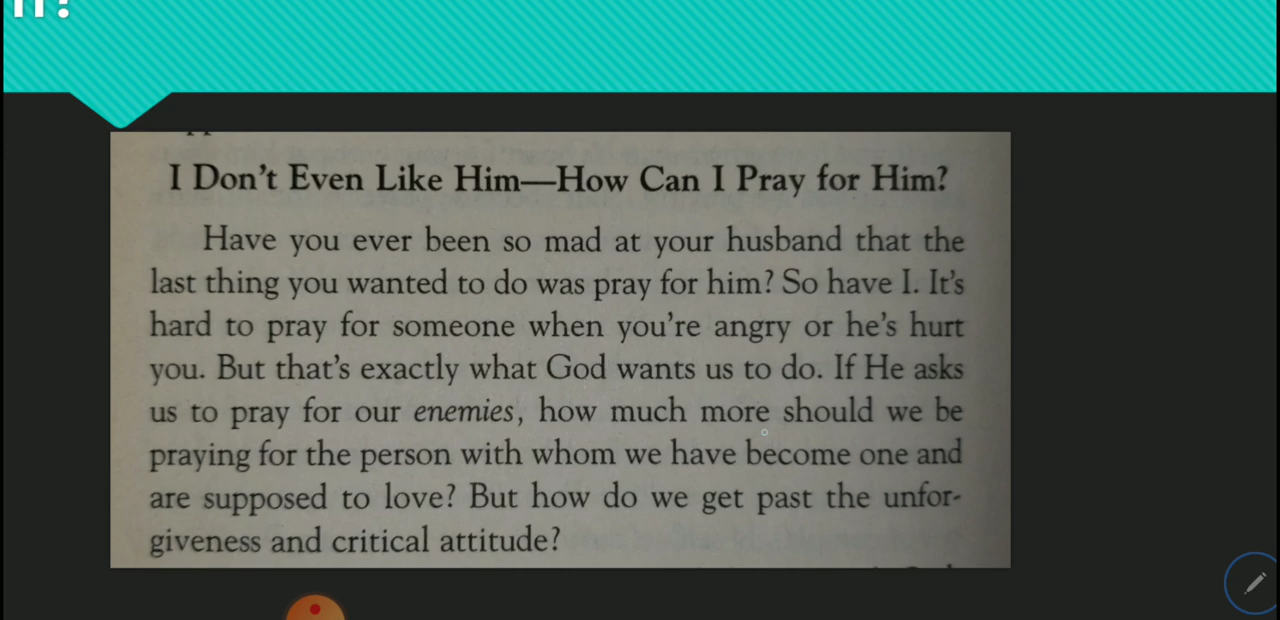 I Don't Even Like Him—How Can I Pray for Him?
Have you ever been so mad at your husband that the
last thing you wanted to do was pray for him? So have I. It's
hard to pray for someone when you're angry or he's hurt
you. But that's exactly what God wants us to do. If He asks
us to pray for our enemies, how much more should we be
praying for the person with whom we have become one and
are supposed to love? But how do we get past the unfor-
giveness and critical attitude?